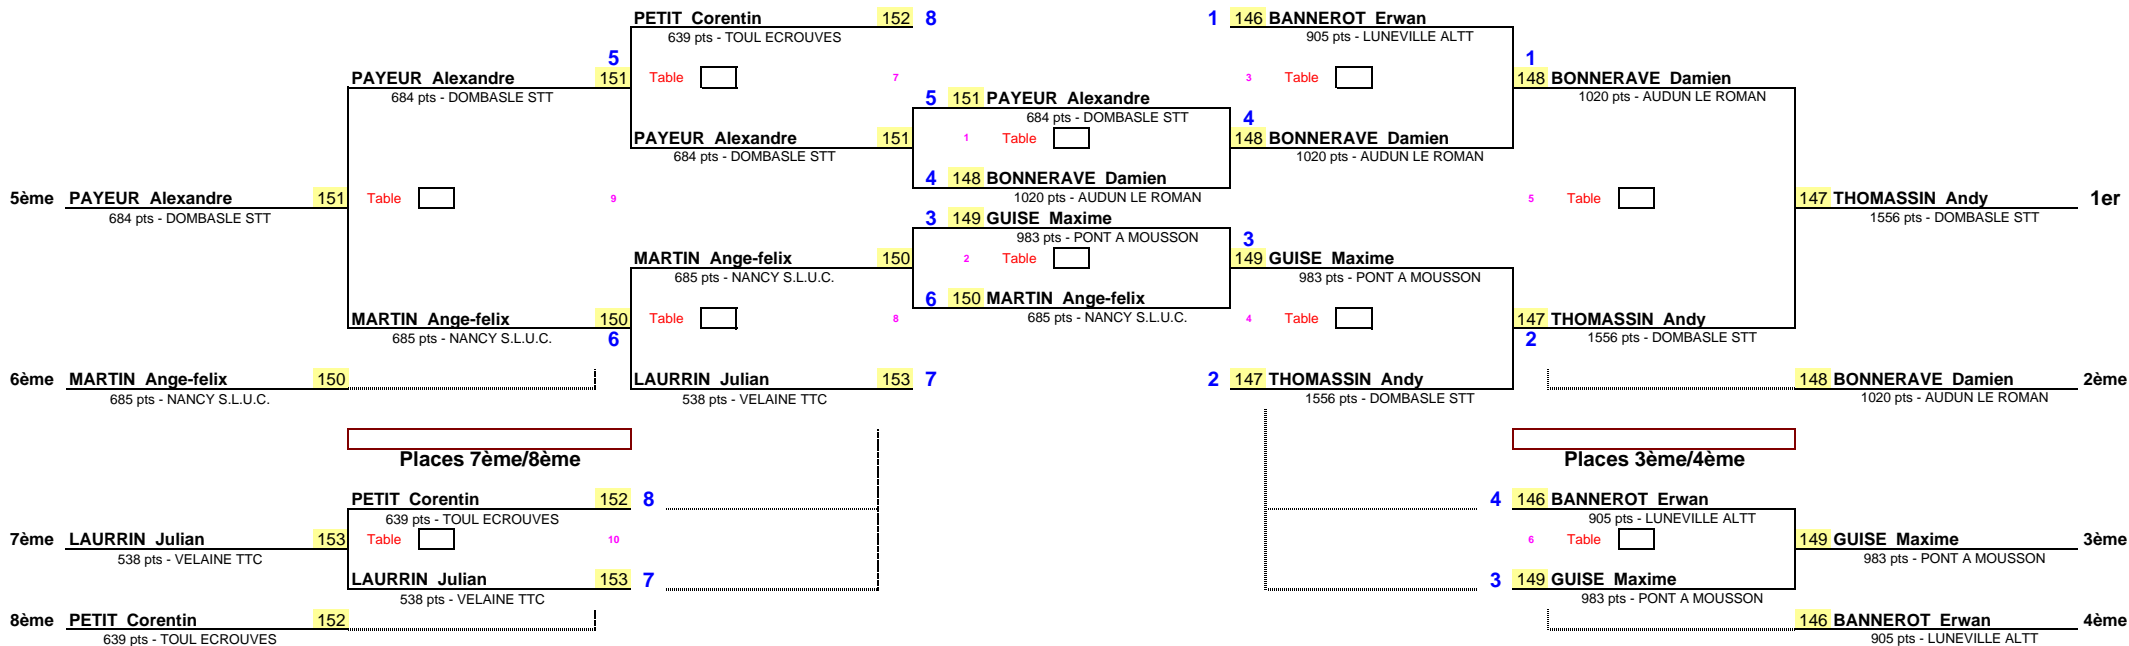 PETIT Corentin 152 8 1 146 BANNEROT Erwan
639 pts - TOUL ECROUVES 905 pts - LUNEVILLE ALTT
5 1
PAYEUR Alexandre 151 Table 7 3 Table 148 BONNERAVE Damien
684 pts - DOMBASLE STT 5 151 PAYEUR Alexandre 1020 pts - AUDUN LE ROMAN
684 pts - DOMBASLE STT 4
PAYEUR Alexandre 151 1 Table 148 BONNERAVE Damien
684 pts - DOMBASLE STT 1020 pts - AUDUN LE ROMAN
4 148 BONNERAVE Damien
5ème PAYEUR Alexandre 151 Table 9 1020 pts - AUDUN LE ROMAN 5 Table 147 THOMASSIN Andy 1er
684 pts - DOMBASLE STT 3 149 GUISE Maxime 1556 pts - DOMBASLE STT
983 pts - PONT A MOUSSON 3
MARTIN Ange-felix 150 2 Table 149 GUISE Maxime
685 pts - NANCY S.L.U.C. 983 pts - PONT A MOUSSON
6 150 MARTIN Ange-felix
MARTIN Ange-felix 150 Table 8 685 pts - NANCY S.L.U.C. 4 Table 147 THOMASSIN Andy
685 pts - NANCY S.L.U.C. 6 2 1556 pts - DOMBASLE STT
6ème MARTIN Ange-felix 150 LAURRIN Julian 153 7 2 147 THOMASSIN Andy 148 BONNERAVE Damien 2ème
685 pts - NANCY S.L.U.C. 538 pts - VELAINE TTC 1556 pts - DOMBASLE STT 1020 pts - AUDUN LE ROMAN
Places 7ème/8ème Places 3ème/4ème
PETIT Corentin 152 8 4 146 BANNEROT Erwan
639 pts - TOUL ECROUVES 905 pts - LUNEVILLE ALTT
7ème LAURRIN Julian 153 Table 10 6 Table 149 GUISE Maxime 3ème
538 pts - VELAINE TTC 983 pts - PONT A MOUSSON
LAURRIN Julian 153 7 3 149 GUISE Maxime
538 pts - VELAINE TTC 983 pts - PONT A MOUSSON
8ème PETIT Corentin 152 146 BANNEROT Erwan 4ème
639 pts - TOUL ECROUVES 905 pts - LUNEVILLE ALTT